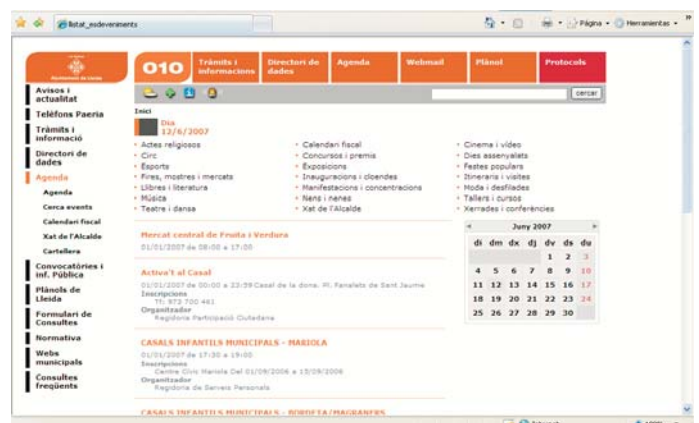 llistat_esdeveniments
Página
Herramientas
010
Tràmits i
informacions
Directori de
dades
Agenda
Webmail
Plànol
Protocols
cercar
Avisos i
actualitat
Telèfons Paeria
Tràmits i
informació
Directori de
dades
Agenda
Agenda
Cerca events
Calendari fiscal
Xat de l'Alcalde
Cartellera
Convocatòries i
inf. Pública
Plànols de
Lleida
Formulari de
Consultes
Normativa
Webs
municipals
Consultes
freqüents
Inici
Dia
12/6/2007
Actes religiosos
Circ
Esports
Fires, mostres i mercats
Llibres i literatura
Música
Teatre i dansa
Calendari fiscal
Concursos i premis
Exposicions
Inauguracions i cloendes
Manifestacions i concentracions
Nens i nenes
Xat de l'Alcalde
Cinema i vídeo
Dies assenyalats
Festes populars
Itineraris i visites
Moda i desfilades
Tallers i cursos
Xerrades i conferències
Mercat central de Fruita i Verdura
01/01/2007 de 08:00 a 17:00
Activa't al Casal
01/01/2007 de 00:00 a 23:59 Casal de la dona. Pl. Fanalets de Sant Jaume
Inscripcions
Tf: 973 700 461
Organitzador
Regidoria Participació Ciutadana
CASALS INFANTILS MUNICIPALS - MARIOLA
01/01/2007 de 17:30 a 19:00
Inscripcions
Centre Cívic Mariola Del 01/09/2006 a 15/09/2006
Organitzador
Regidoria de Serveis Personals
CASALS INFANTILS MUNICIPALS - BORDETA/MAGRANERS
Juny 2007
di dm dx dj dv ds du
1 2 3
4 5 6 7 8 9 10
11 12 13 14 15 16 17
18 19 20 21 22 23 24
25 26 27 28 29 30